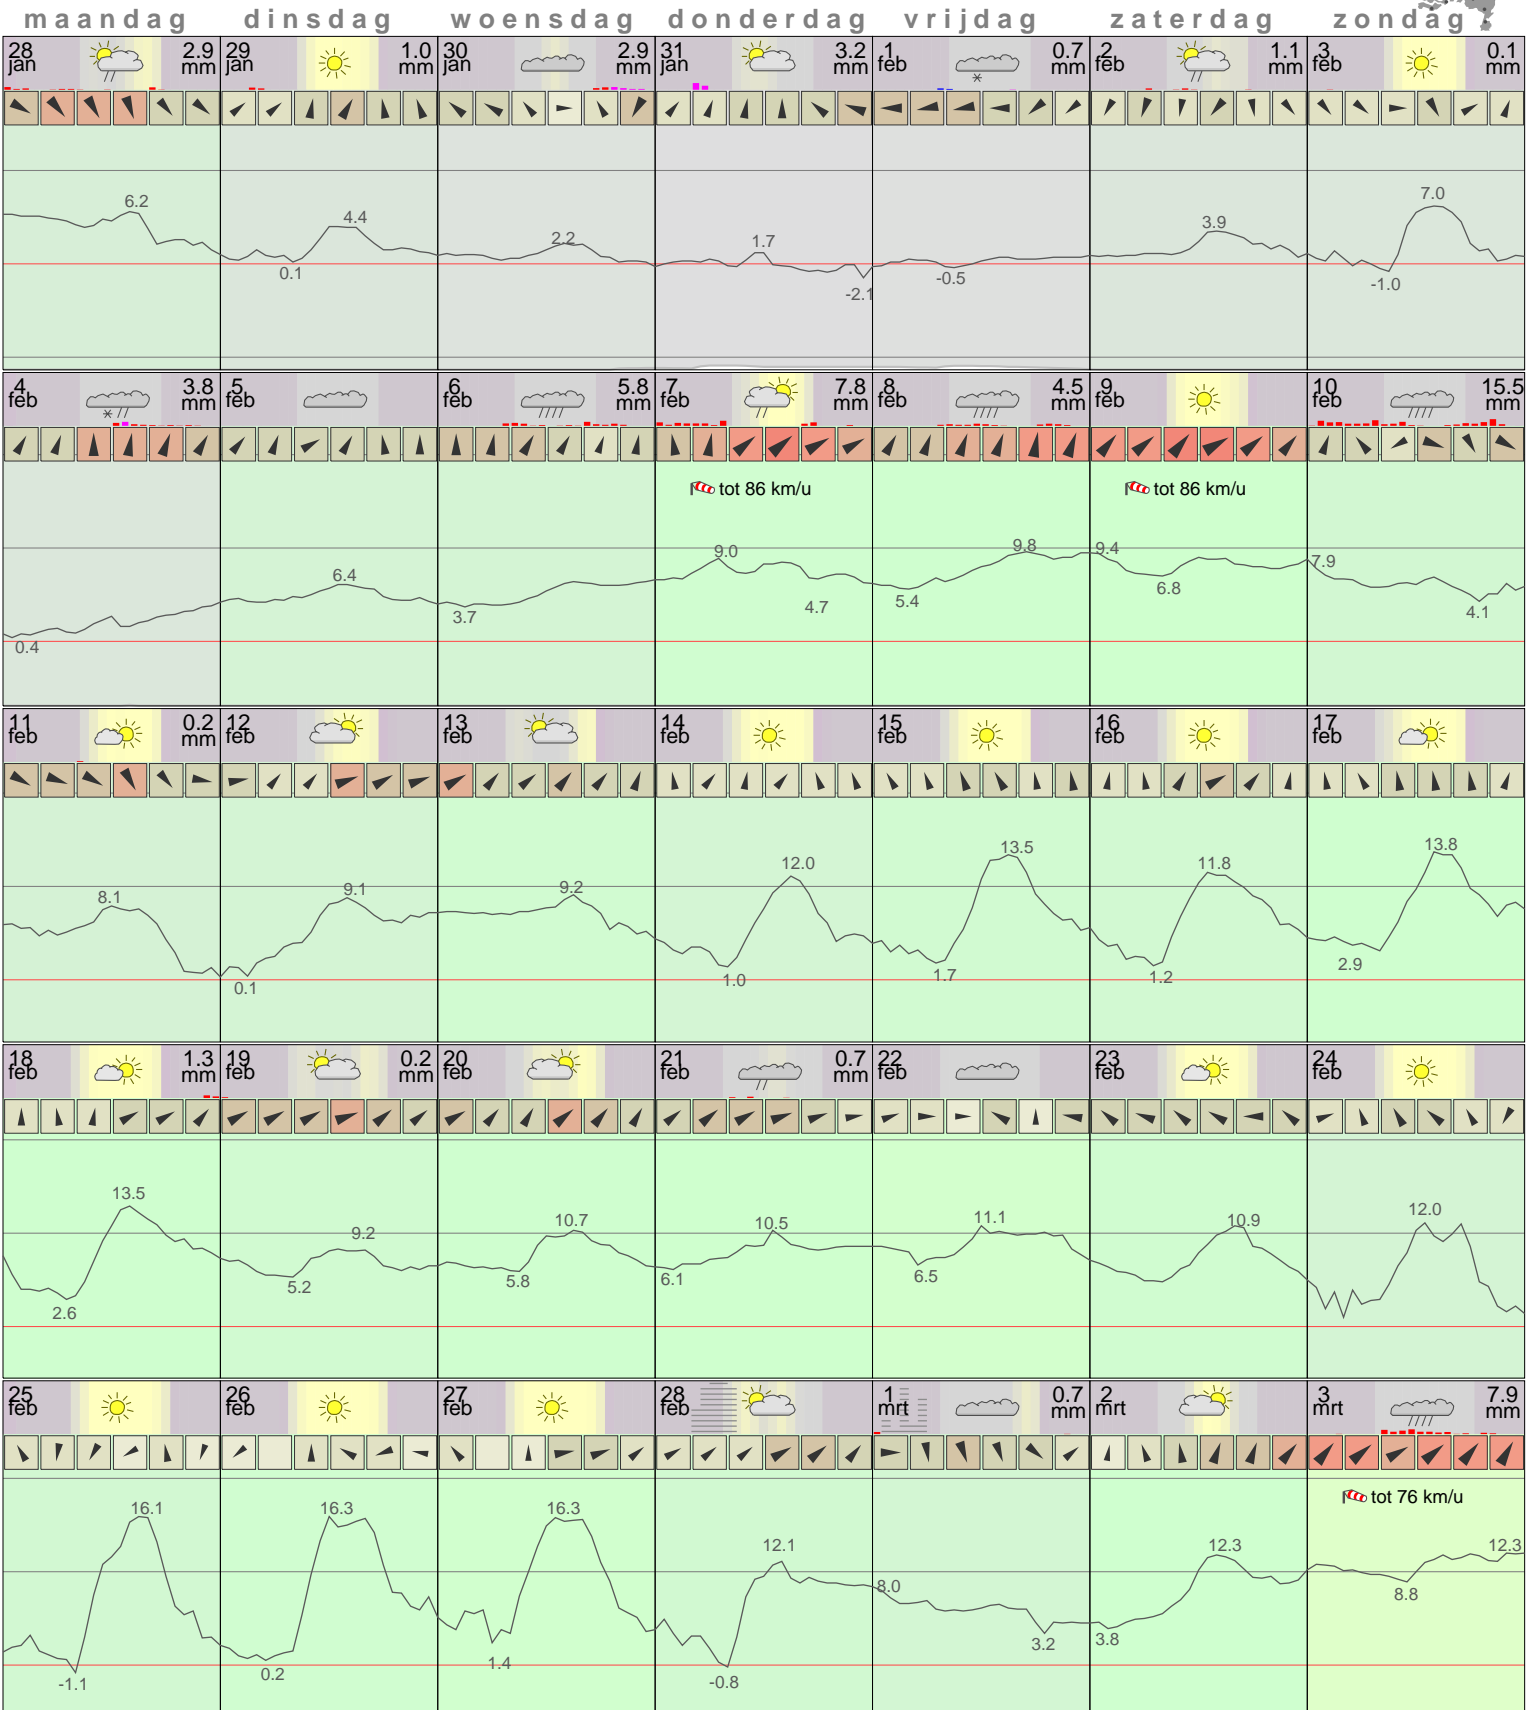 maandag dinsdag woensdag donderdag vrijdag zaterdag zondag
28 jan 2.9 mm 29 jan 1.0 mm 30 jan 2.9 mm 31 jan 3.2 mm 1 feb 0.7 mm 2 feb 1.1 mm 3 feb 0.1 mm
6.2 0.1 4.4 2.2 1.7 -2.1 -0.5 3.9 -1.0 7.0
4 feb 3.8 mm 5 feb 6 feb 5.8 mm 7 feb 7.8 mm 8 feb 4.5 mm 9 feb 10 feb 15.5 mm
tot 86 km/u tot 86 km/u
0.4 6.4 3.7 9.0 4.7 5.4 9.8 9.4 6.8 7.9 4.1
11 feb 0.2 mm 12 feb 13 feb 14 feb 15 feb 16 feb 17 feb
8.1 0.1 9.1 9.2 1.0 12.0 1.7 13.5 1.2 11.8 2.9 13.8
18 feb 1.3 mm 19 feb 0.2 mm 20 feb 21 feb 0.7 mm 22 feb 23 feb 24 feb
2.6 13.5 5.2 9.2 5.8 10.7 6.1 10.5 6.5 11.1 10.9 12.0
25 feb 26 feb 27 feb 28 feb 1 mrt 0.7 mm 2 mrt 3 mrt 7.9 mm
tot 76 km/u
-1.1 16.1 0.2 16.3 1.4 16.3 -0.8 12.1 8.0 3.2 3.8 12.3 8.8 12.3